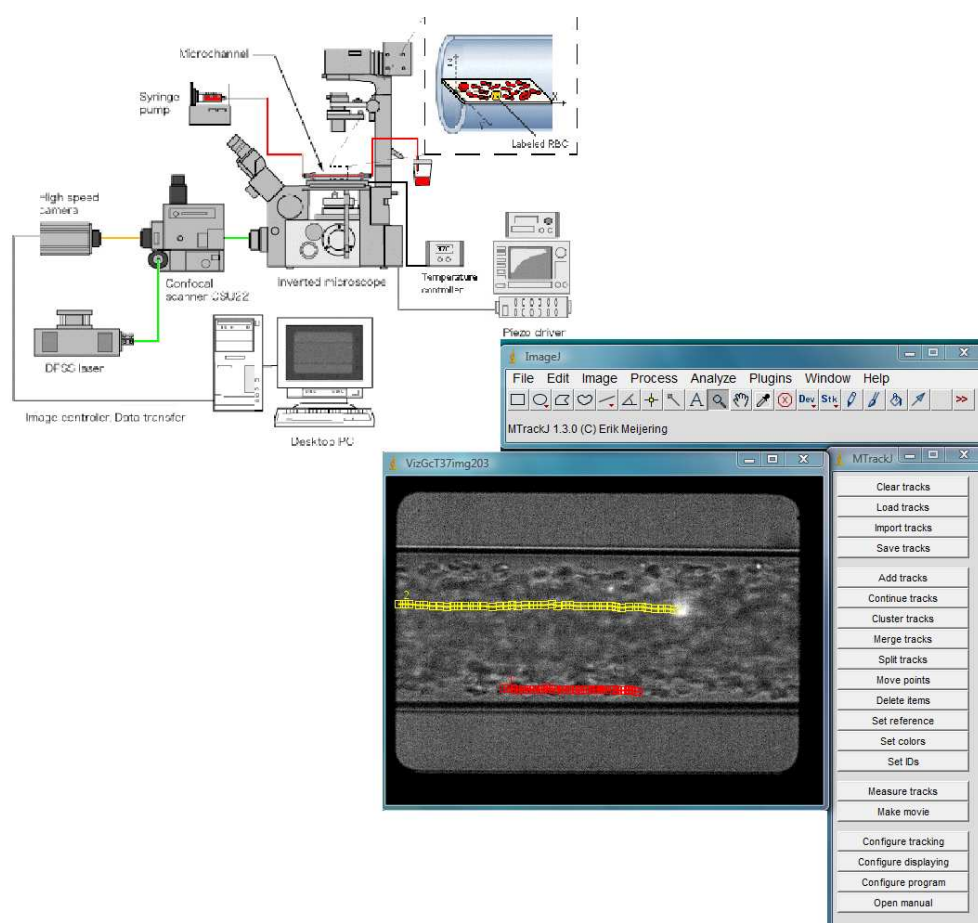 Microchannel
Syringe
pump
Z
X
Labeled RBC
High speed
camera
Confocal
scanner CSU22
Inverted microscope
Temperature
controller
Piezo driver
DPSS laser
Image controler, Data transfer
Desktop PC
ImageJ
File Edit Image Process Analyze Plugins Window Help
A Dev Stk >>
MTrackJ 1.3.0 (C) Erik Meijering
VizGcT37img203
2
MTrackJ
Clear tracks
Load tracks
Import tracks
Save tracks
Add tracks
Continue tracks
Cluster tracks
Merge tracks
Split tracks
Move points
Delete items
Set reference
Set colors
Set IDs
Measure tracks
Make movie
Configure tracking
Configure displaying
Configure program
Open manual